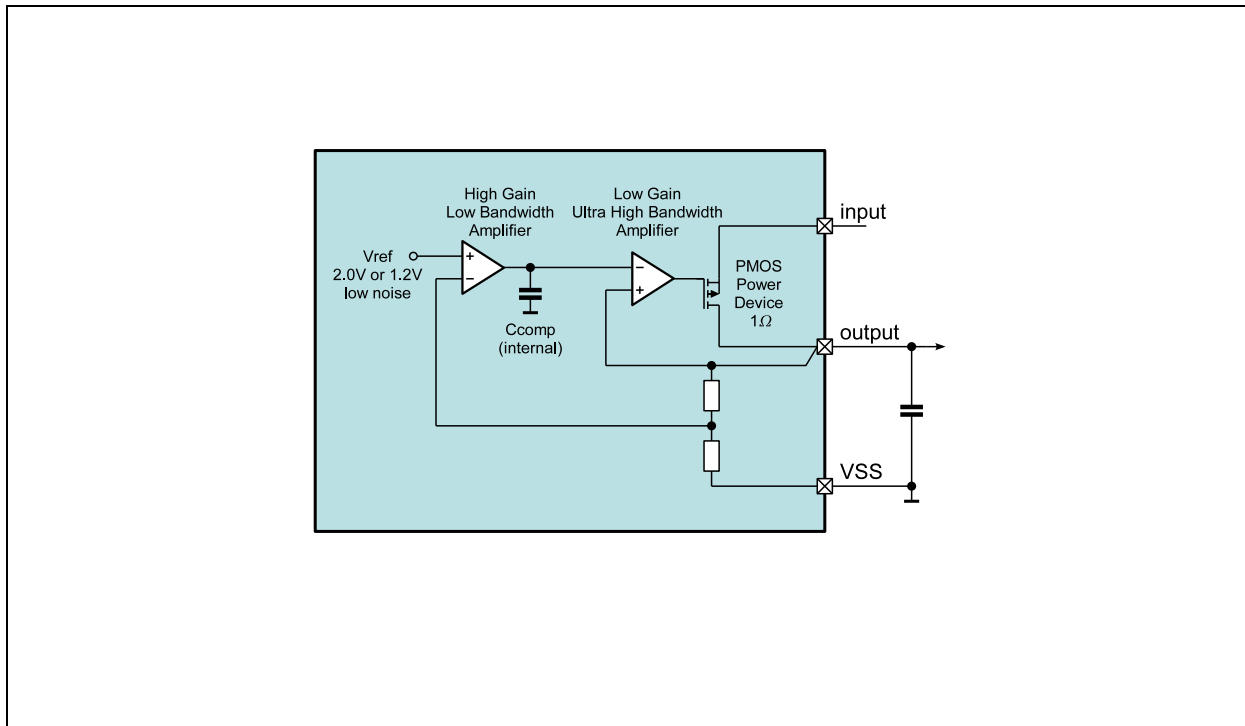 High Gain
Low Bandwidth
Amplifier
Low Gain
Ultra High Bandwidth
Amplifier
input
Vref
2.0V or 1.2V
low noise
+
−
−
+
PMOS
Power
Device
1Ω
Ccomp
(internal)
output
VSS